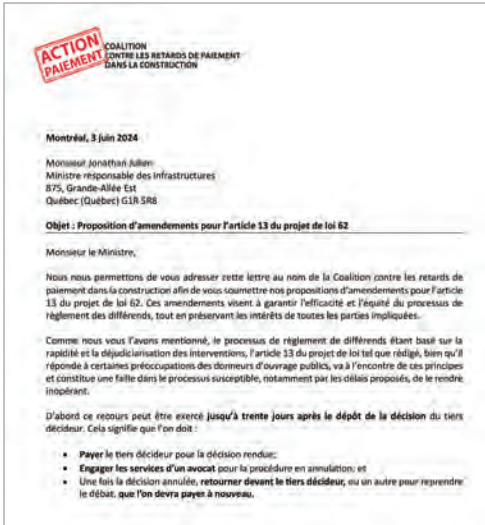 ACTION
PAIEMENT
COALITION
CONTRE LES RETARDS DE PAIEMENT
DANS LA CONSTRUCTION
Montréal, 3 juin 2024
Monsieur Jonathan Julien
Ministre responsable des Infrastructures
875, Grande-Allée Est
Québec (Québec) G1R 5R8
Objet : Proposition d'amendements pour l'article 13 du projet de loi 62
Monsieur le Ministre,
Nous nous permettons de vous adresser cette lettre au nom de la Coalition contre les retards de
paiement dans la construction afin de vous soumettre nos propositions d'amendements pour l'article
13 du projet de loi 62. Ces amendements visent à garantir l'efficacité et l'équité du processus de
règlement des différends, tout en préservant les intérêts de toutes les parties impliquées.
Comme nous vous l'avons mentionné, le processus de règlement de différends étant basé sur la
rapidité et la déjudiciarisation des interventions, l'article 13 du projet de loi tel que rédigé, bien qu'il
réponde à certaines préoccupations des donneurs d'ouvrage publics, va à l'encontre de ces principes
et constitue une faille dans le processus susceptible, notamment par les délais proposés, de le rendre
inopérant.
D'abord ce recours peut être exercé jusqu'à trente jours après le dépôt de la décision du tiers
décideur. Cela signifie que l'on doit :
• Payer le tiers décideur pour la décision rendue;
• Engager les services d'un avocat pour la procédure en annulation; et
• Une fois la décision annulée, retourner devant le tiers décideur, ou un autre pour reprendre
le débat, que l'on devra payer à nouveau.